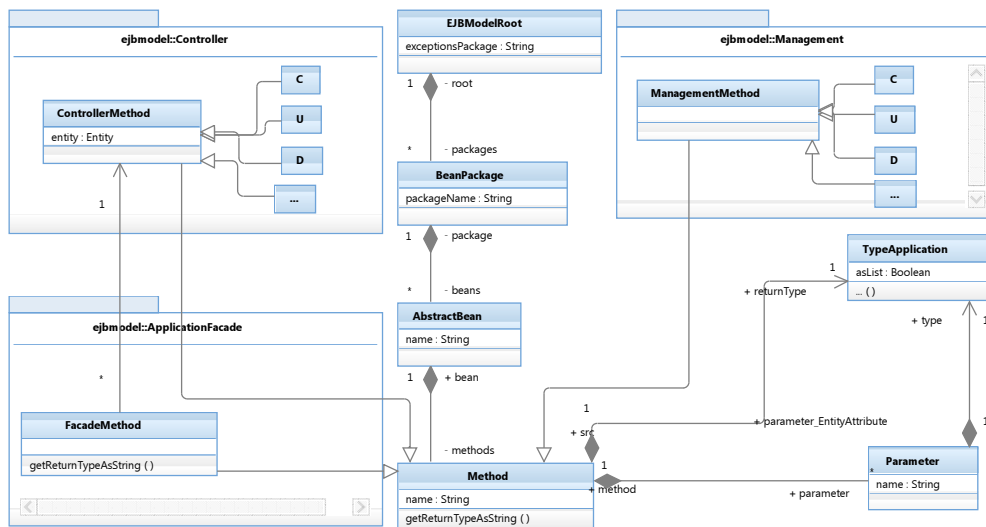 ejbmodel::Controller
ControllerMethod
entity : Entity
C
U
D
...
1
EJBModelRoot
exceptionsPackage : String
1
- root
*
- packages
BeanPackage
packageName : String
1
- package
*
- beans
AbstractBean
name : String
1
+ bean
- methods
ejbmodel::Management
ManagementMethod
C
U
D
...
TypeApplication
asList : Boolean
... ( )
1
+ returnType
+ type
1
ejbmodel::ApplicationFacade
*
FacadeMethod
getReturnTypeAsString ( )
Method
name : String
getReturnTypeAsString ( )
1
+ src
+ parameter_EntityAttribute
1
1
+ method
+ parameter
Parameter
*
name : String